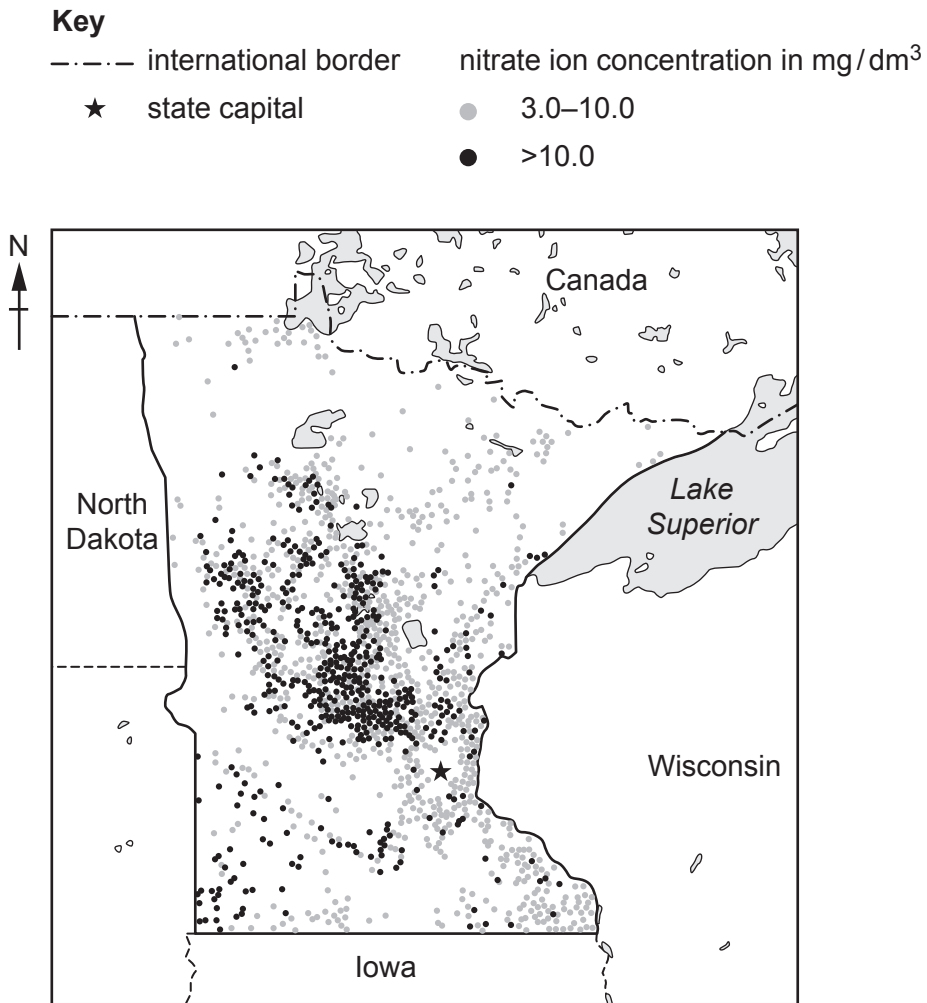 Key
international border
nitrate ion concentration in mg / dm³
state capital
3.0–10.0
>10.0
N
Canada
North
Dakota
Lake
Superior
Wisconsin
Iowa